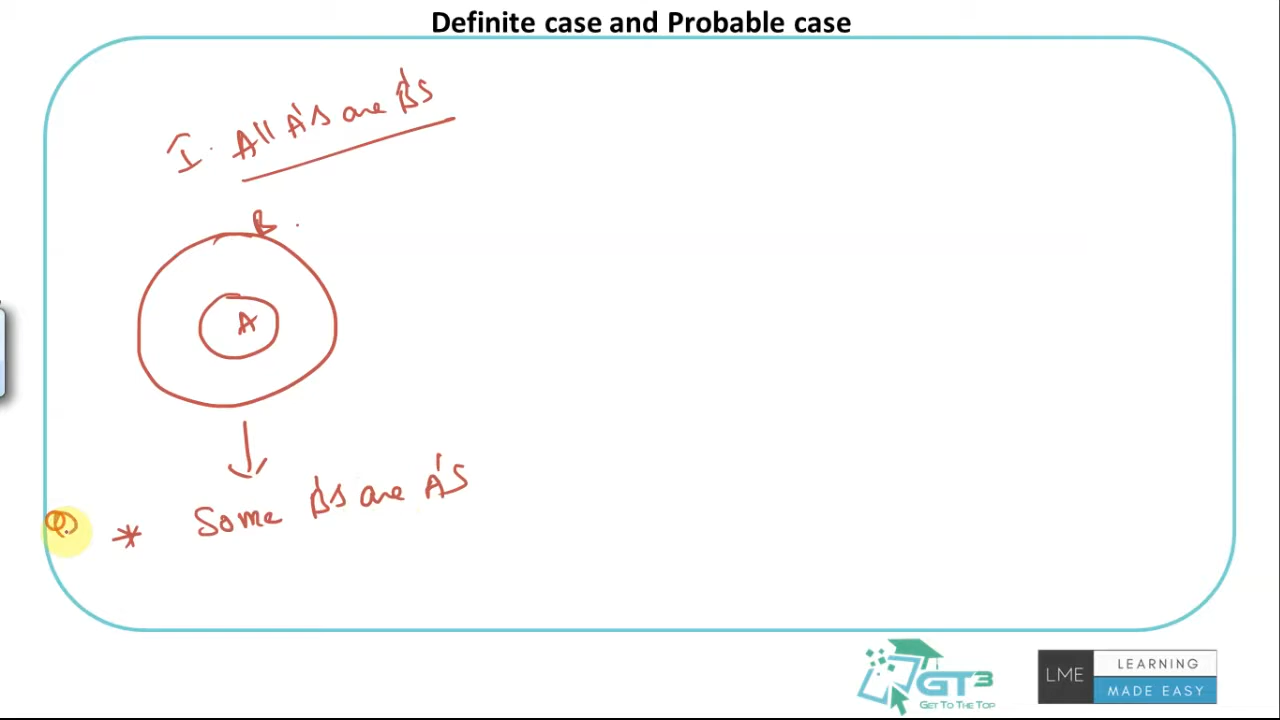 Definite case and Probable case
I. All A's are B's
B
A
* Some B's are A's
GT3
GET TO THE TOP
LME
LEARNING
MADE EASY